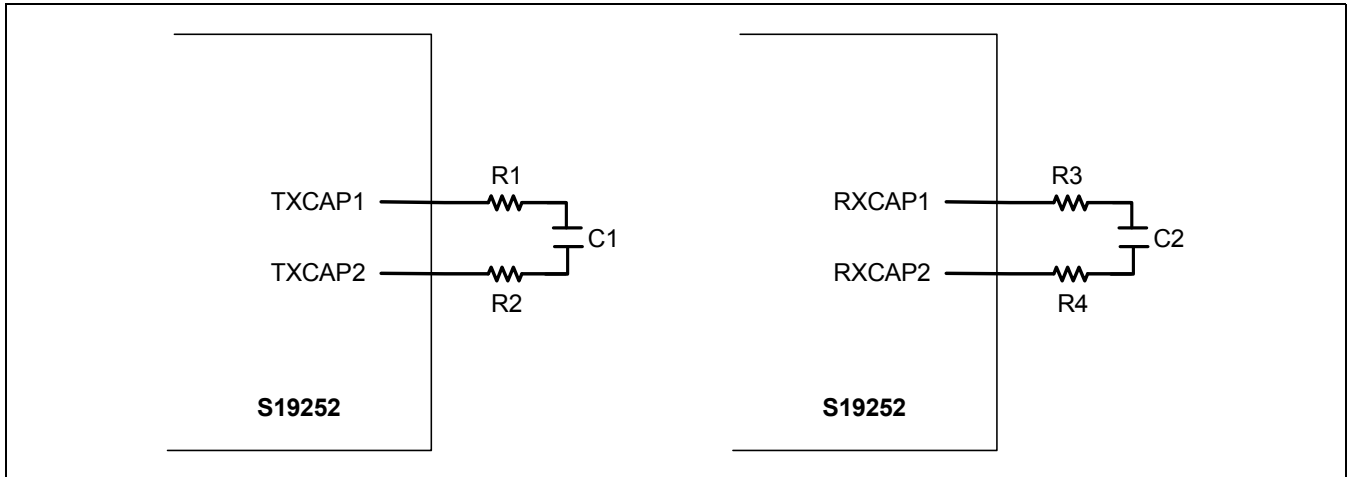 R1
TXCAP1
C1
TXCAP2
R2
S19252
R3
RXCAP1
C2
RXCAP2
R4
S19252